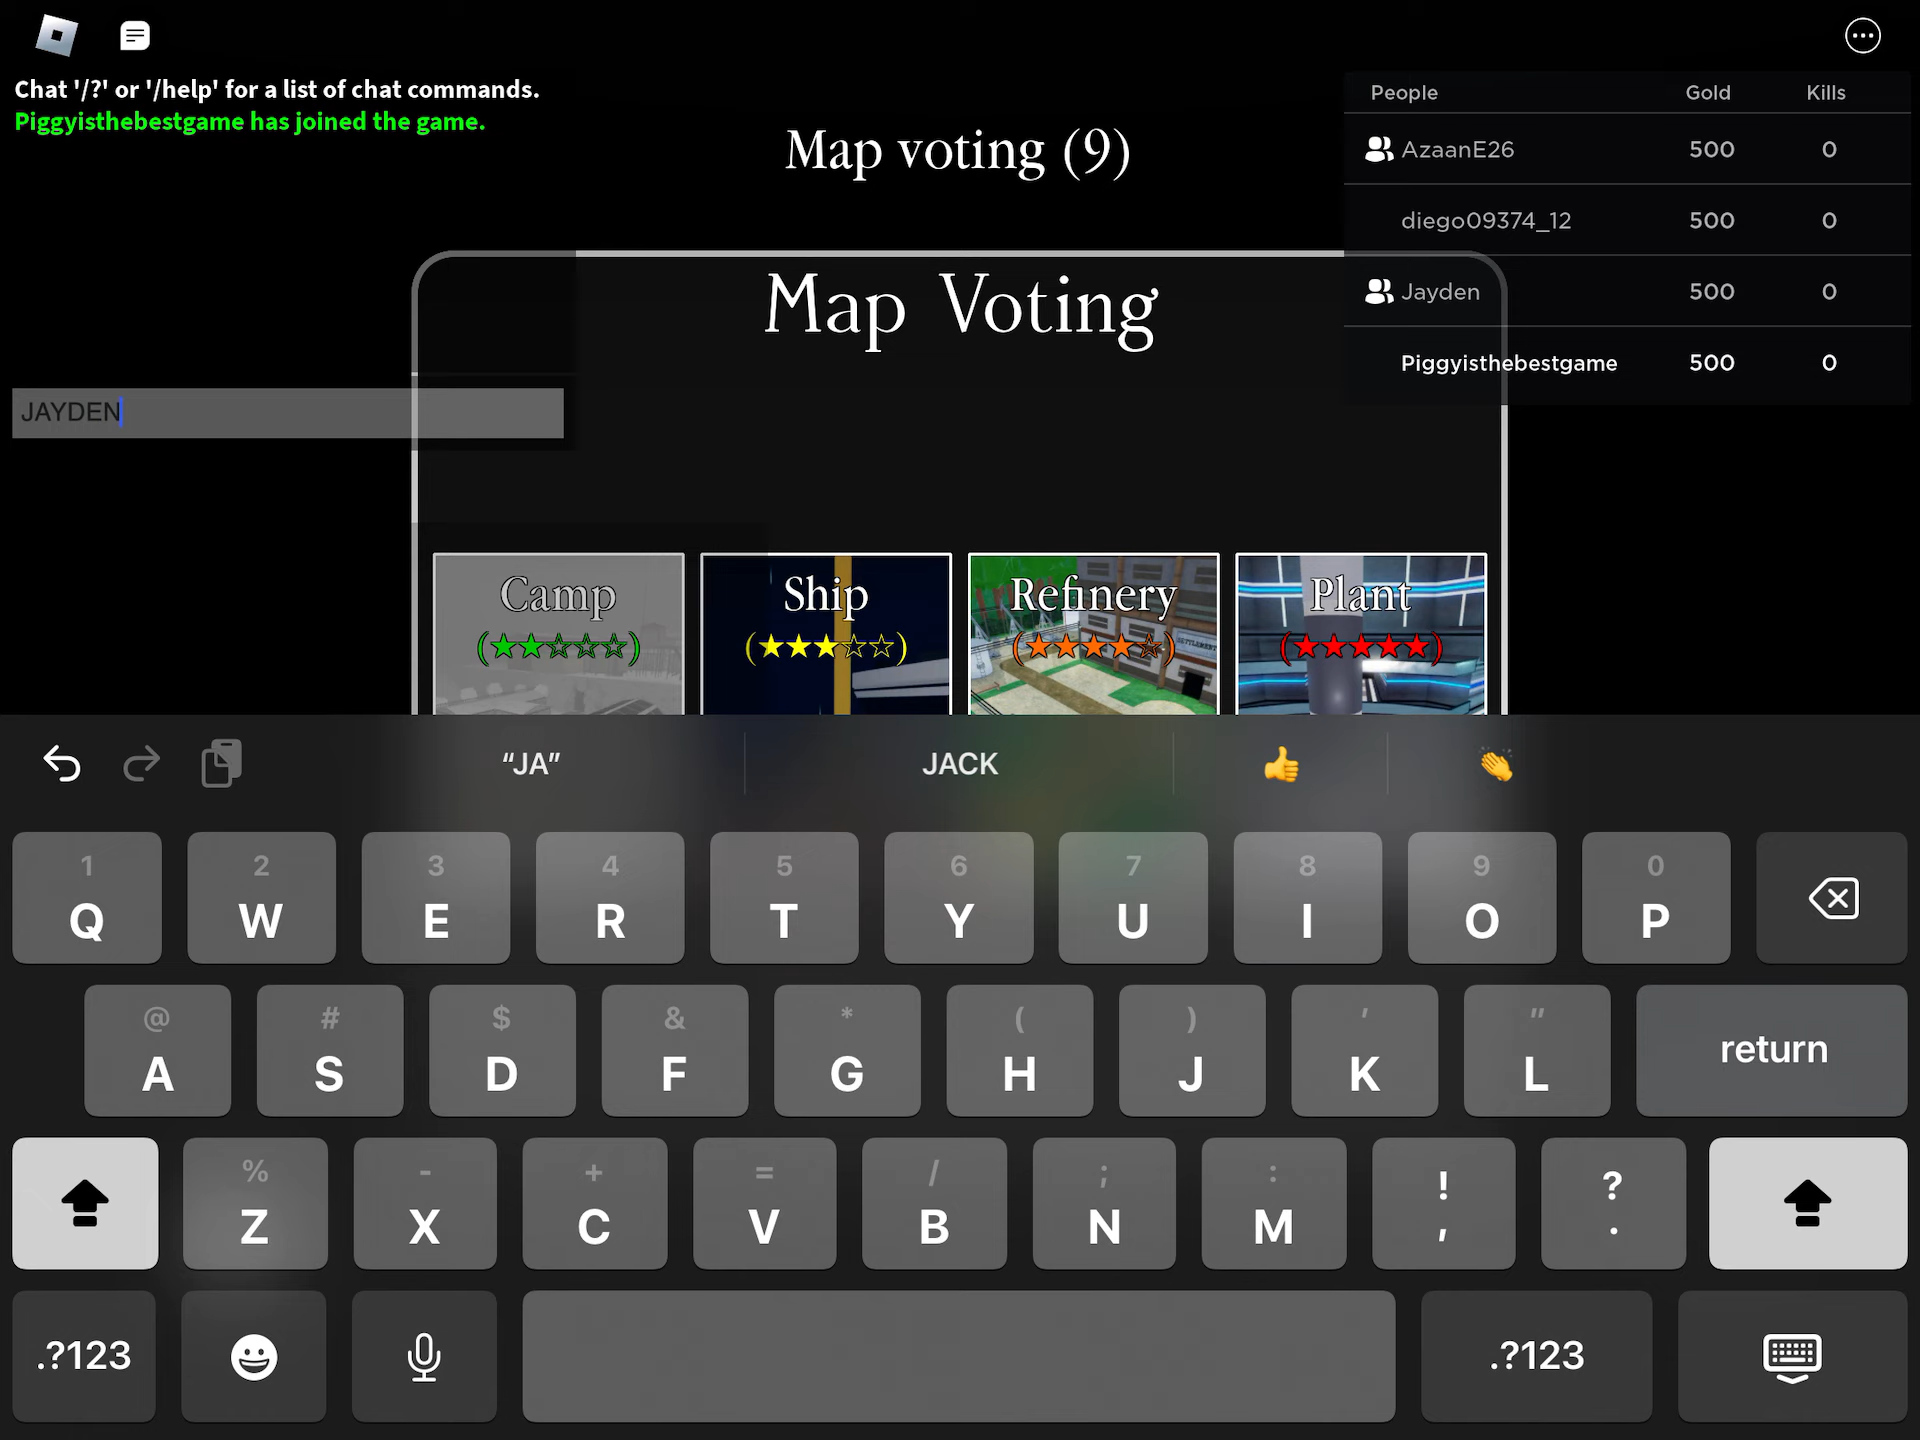 Chat '/?' or '/help' for a list of chat commands.
Piggyisthebestgame has joined the game.
Map voting (9)
People Gold Kills
AzaanE26 500 0
diego09374_12 500 0
Jayden 500 0
Piggyisthebestgame 500 0
Map Voting
JAYDEN
Camp Ship Refinery Plant
(★★☆☆☆) (★★★☆☆) (★★★★☆) (★★★★★)
SETTLEMENT
“JA” JACK 👍 👏
1 2 3 4 5 6 7 8 9 0
Q W E R T Y U I O P
@ # $ & * ( ) ' "
A S D F G H J K L return
% - + = / ; : ! ?
Z X C V B N M , .
.?123 .?123